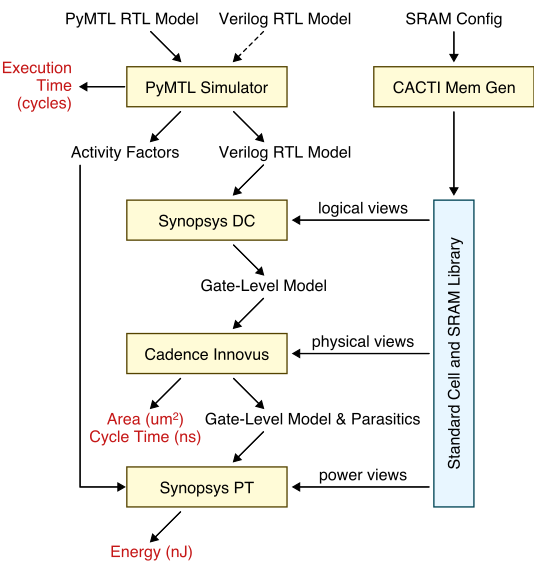 PyMTL RTL Model
Verilog RTL Model
SRAM Config
Execution
Time
(cycles)
PyMTL Simulator
CACTI Mem Gen
Activity Factors
Verilog RTL Model
Synopsys DC
logical views
Gate-Level Model
Cadence Innovus
physical views
Standard Cell and SRAM Library
Area (um²)
Cycle Time (ns)
Gate-Level Model & Parasitics
Synopsys PT
power views
Energy (nJ)